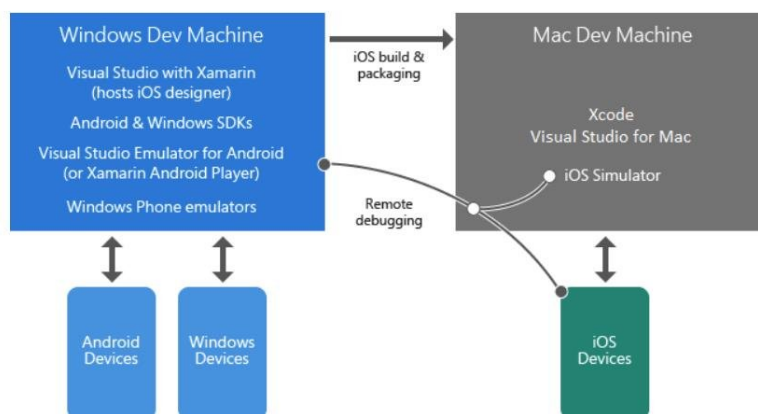 Windows Dev Machine
Visual Studio with Xamarin
(hosts iOS designer)
Android & Windows SDKs
Visual Studio Emulator for Android
(or Xamarin Android Player)
Windows Phone emulators
iOS build &
packaging
Remote
debugging
Mac Dev Machine
Xcode
Visual Studio for Mac
iOS Simulator
Android
Devices
Windows
Devices
iOS
Devices